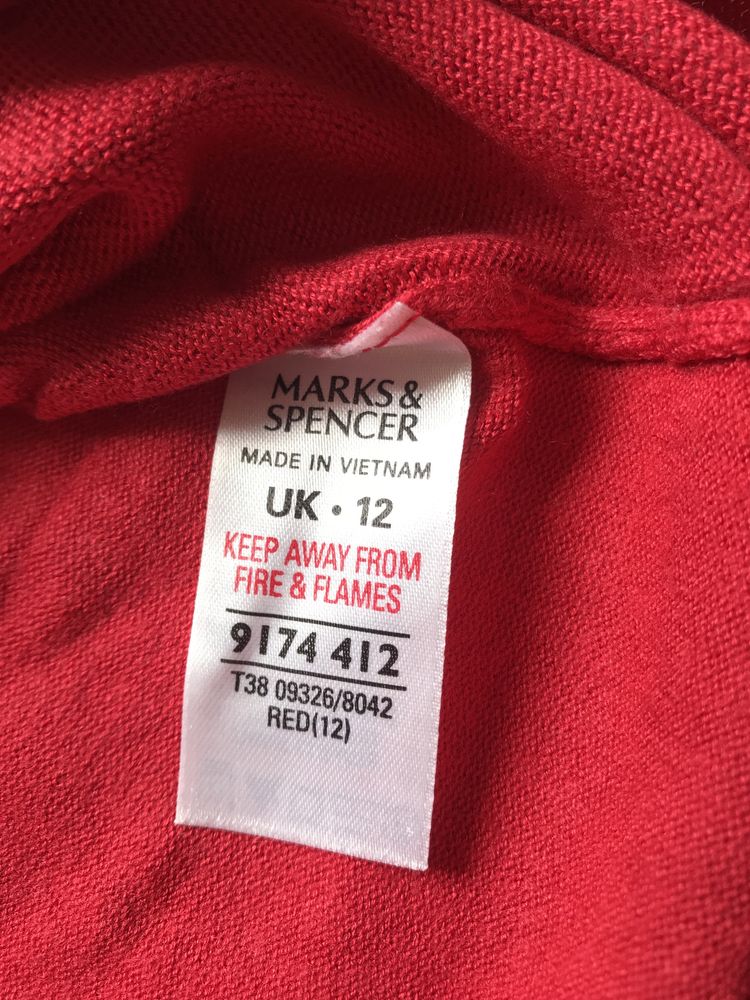 MARKS &
SPENCER
MADE IN VIETNAM
UK • 12
KEEP AWAY FROM
FIRE & FLAMES
9174 412
T38 09326/8042
RED(12)